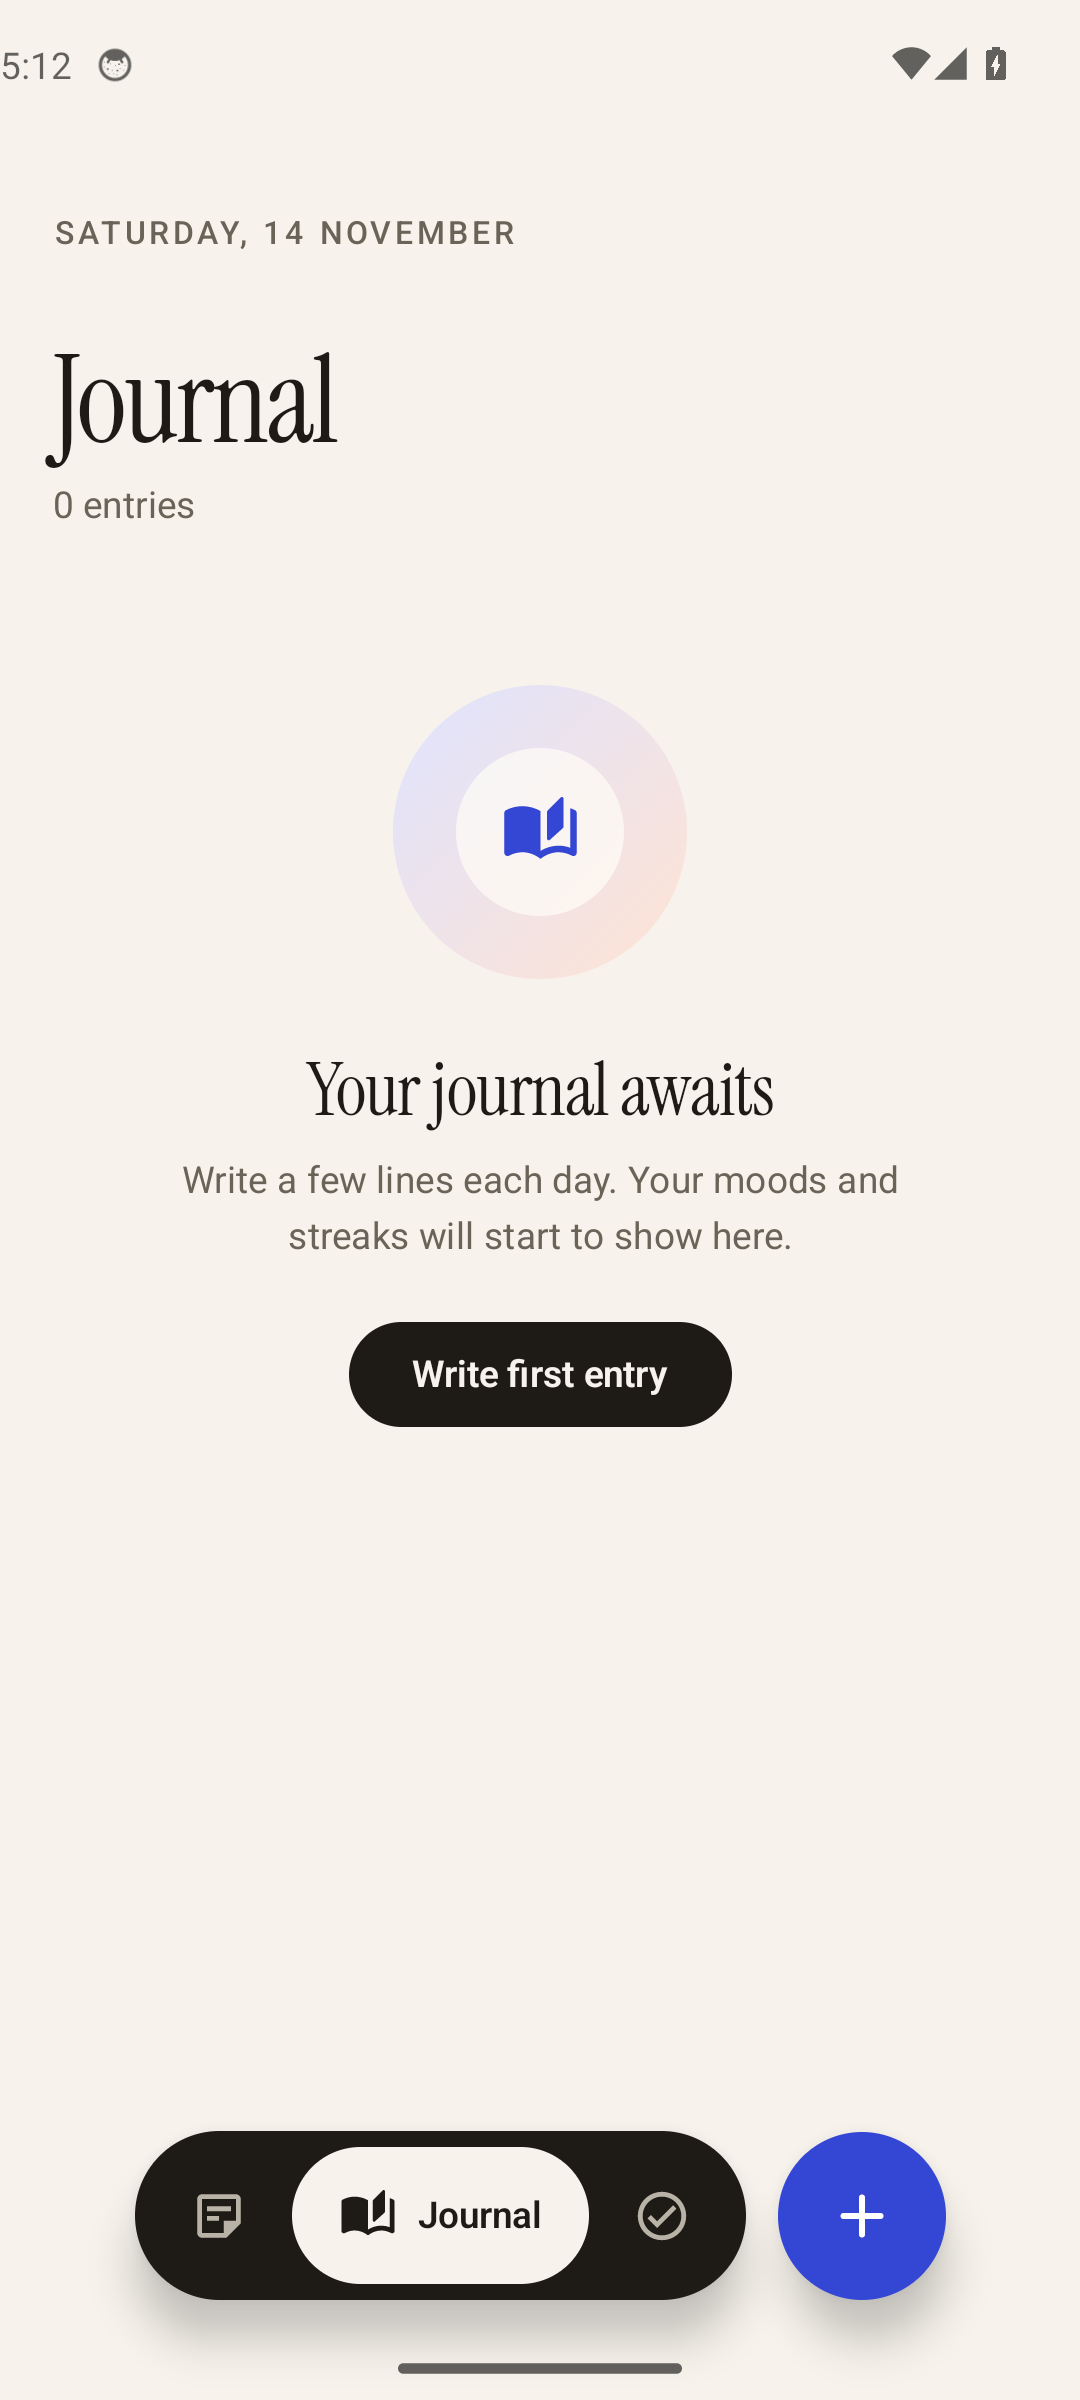 5:12
SATURDAY, 14 NOVEMBER
Journal
0 entries
Your journal awaits
Write a few lines each day. Your moods and
streaks will start to show here.
Write first entry
Journal